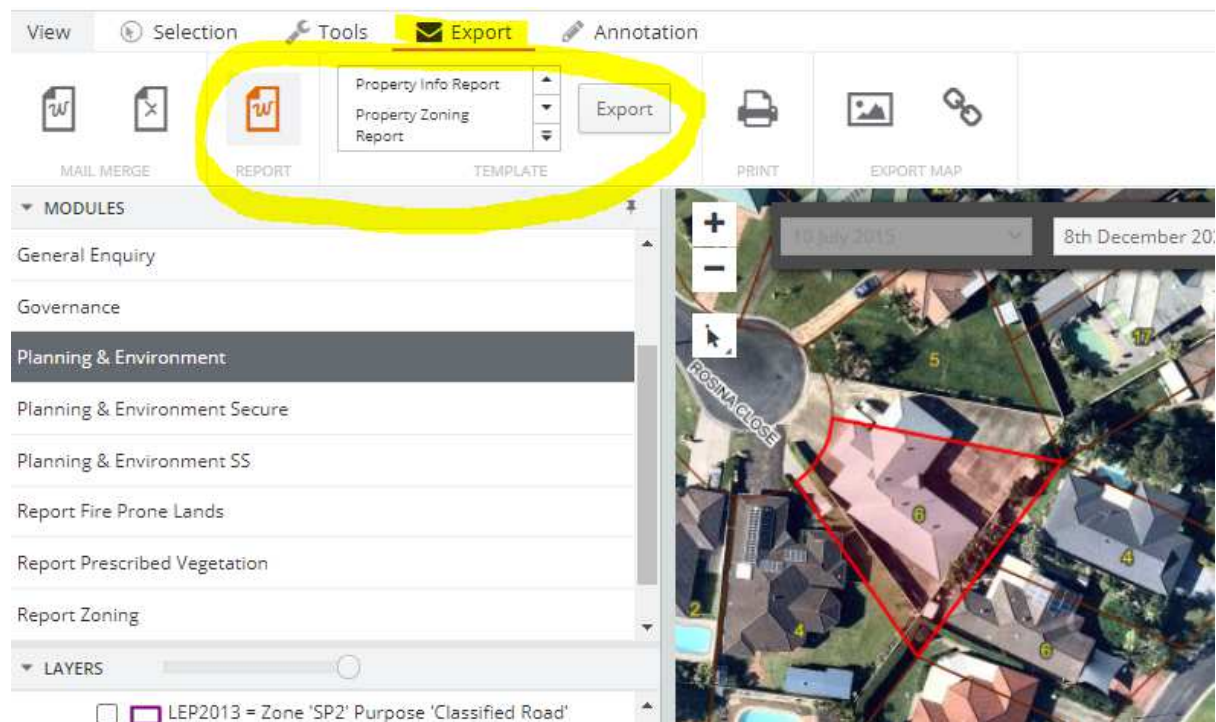 View Selection Tools Export Annotation
Property Info Report
Property Zoning
Report
Export
MAIL MERGE REPORT TEMPLATE PRINT EXPORT MAP
MODULES
General Enquiry
Governance
Planning & Environment
Planning & Environment Secure
Planning & Environment SS
Report Fire Prone Lands
Report Prescribed Vegetation
Report Zoning
LAYERS
LEP2013 = Zone 'SP2' Purpose 'Classified Road'
10 July 2015 8th December 202
17
5
ROSINA CLOSE
6
4
2
4
6